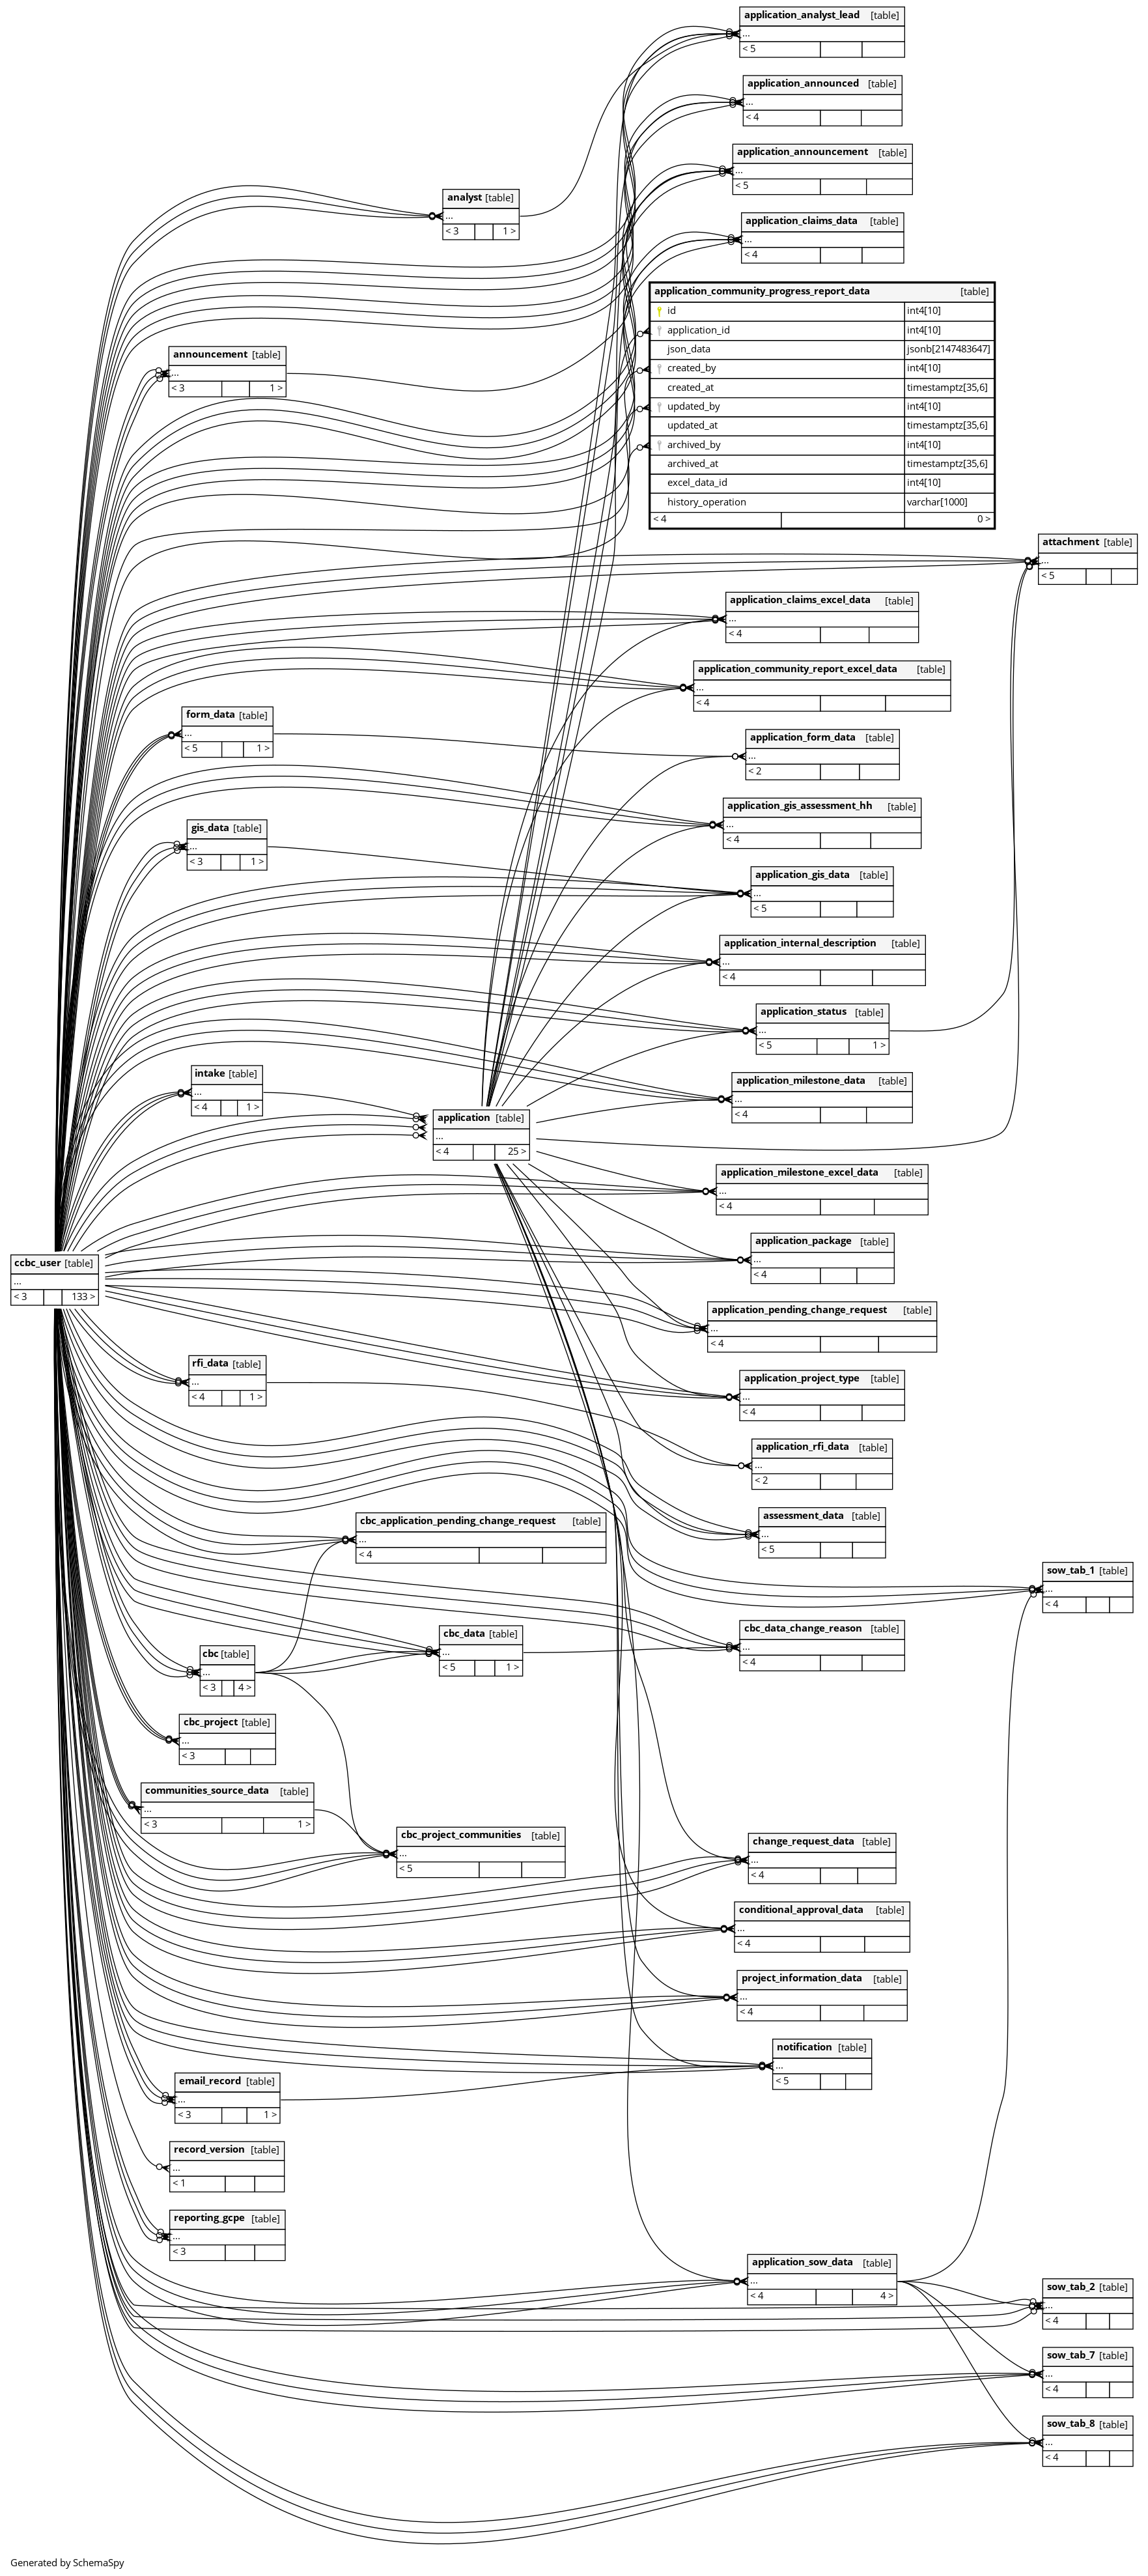 application_analyst_lead [table]
...
< 5
application_announced [table]
...
< 4
application_announcement [table]
...
< 5
analyst [table]
...
< 3 1 >
application_claims_data [table]
...
< 4
application_community_progress_report_data [table]
id int4[10]
application_id int4[10]
json_data jsonb[2147483647]
created_by int4[10]
created_at timestamptz[35,6]
updated_by int4[10]
updated_at timestamptz[35,6]
archived_by int4[10]
archived_at timestamptz[35,6]
excel_data_id int4[10]
history_operation varchar[1000]
< 4 0 >
announcement [table]
...
< 3 1 >
attachment [table]
...
< 5
application_claims_excel_data [table]
...
< 4
application_community_report_excel_data [table]
...
< 4
form_data [table]
...
< 5 1 >
application_form_data [table]
...
< 2
application_gis_assessment_hh [table]
...
< 4
gis_data [table]
...
< 3 1 >
application_gis_data [table]
...
< 5
application_internal_description [table]
...
< 4
application_status [table]
...
< 5 1 >
intake [table]
...
< 4 1 >
application_milestone_data [table]
...
< 4
application [table]
...
< 4 25 >
application_milestone_excel_data [table]
...
< 4
application_package [table]
...
< 4
ccbc_user [table]
...
< 3 133 >
application_pending_change_request [table]
...
< 4
rfi_data [table]
...
< 4 1 >
application_project_type [table]
...
< 4
application_rfi_data [table]
...
< 2
cbc_application_pending_change_request [table]
...
< 4
assessment_data [table]
...
< 5
sow_tab_1 [table]
...
< 4
cbc_data [table]
...
< 5 1 >
cbc_data_change_reason [table]
...
< 4
cbc [table]
...
< 3 4 >
cbc_project [table]
...
< 3
communities_source_data [table]
...
< 3 1 >
cbc_project_communities [table]
...
< 5
change_request_data [table]
...
< 4
conditional_approval_data [table]
...
< 4
project_information_data [table]
...
< 4
notification [table]
...
< 5
email_record [table]
...
< 3 1 >
record_version [table]
...
< 1
reporting_gcpe [table]
...
< 3
application_sow_data [table]
...
< 4 4 >
sow_tab_2 [table]
...
< 4
sow_tab_7 [table]
...
< 4
sow_tab_8 [table]
...
< 4
Generated by SchemaSpy